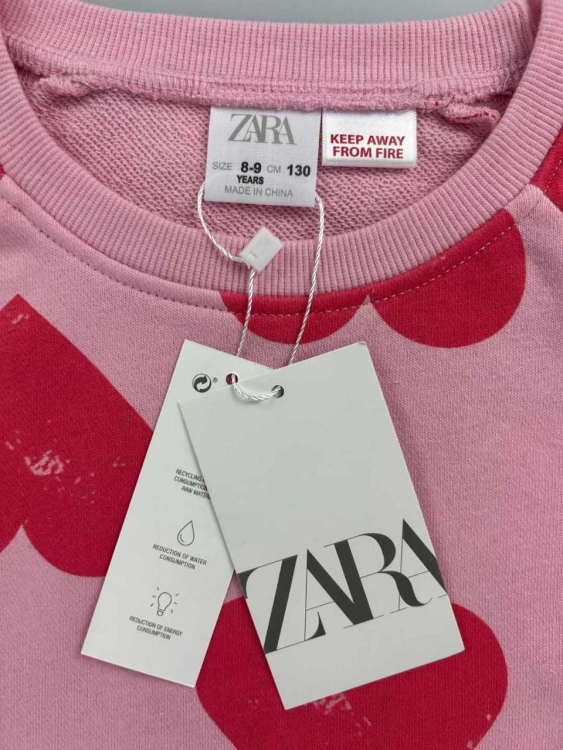 ZARA
SIZE 8-9 CM 130
YEARS
MADE IN CHINA
KEEP AWAY
FROM FIRE
RECYCLING
CONSUMPTION
RAW
REDUCTION OF WATER
CONSUMPTION
REDUCTION OF ENERGY
CONSUMPTION
ZARA